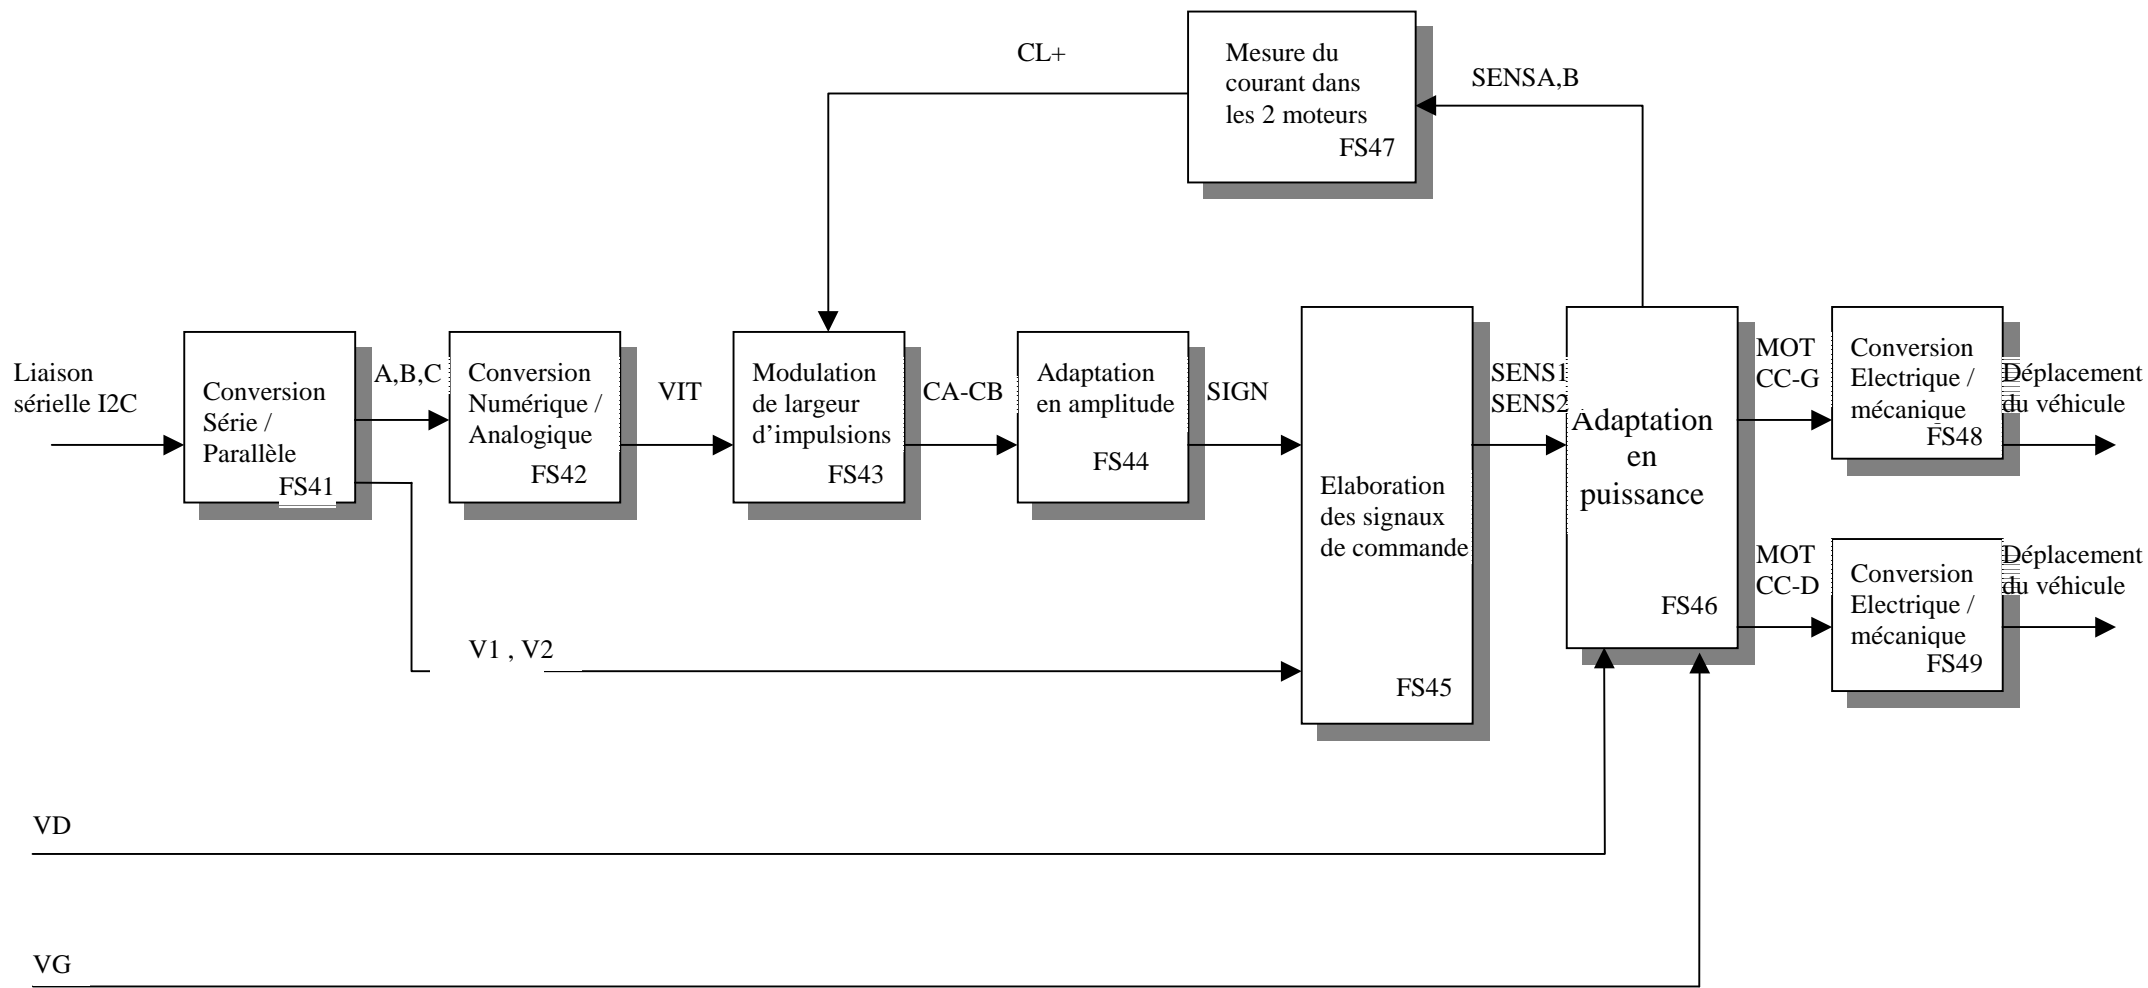 CL+
Mesure du
courant dans
les 2 moteurs
FS47
SENSA,B
Liaison
sérielle I2C
Conversion
Série /
Parallèle
FS41
A,B,C
Conversion
Numérique /
Analogique
FS42
VIT
Modulation
de largeur
d'impulsions
FS43
CA-CB
Adaptation
en amplitude
FS44
SIGN
Elaboration
des signaux
de commande
FS45
SENS1
SENS2
Adaptation
en
puissance
FS46
MOT
CC-G
Conversion
Electrique /
mécanique
FS48
Déplacement
du véhicule
MOT
CC-D
Conversion
Electrique /
mécanique
FS49
Déplacement
du véhicule
V1 , V2
VD
VG